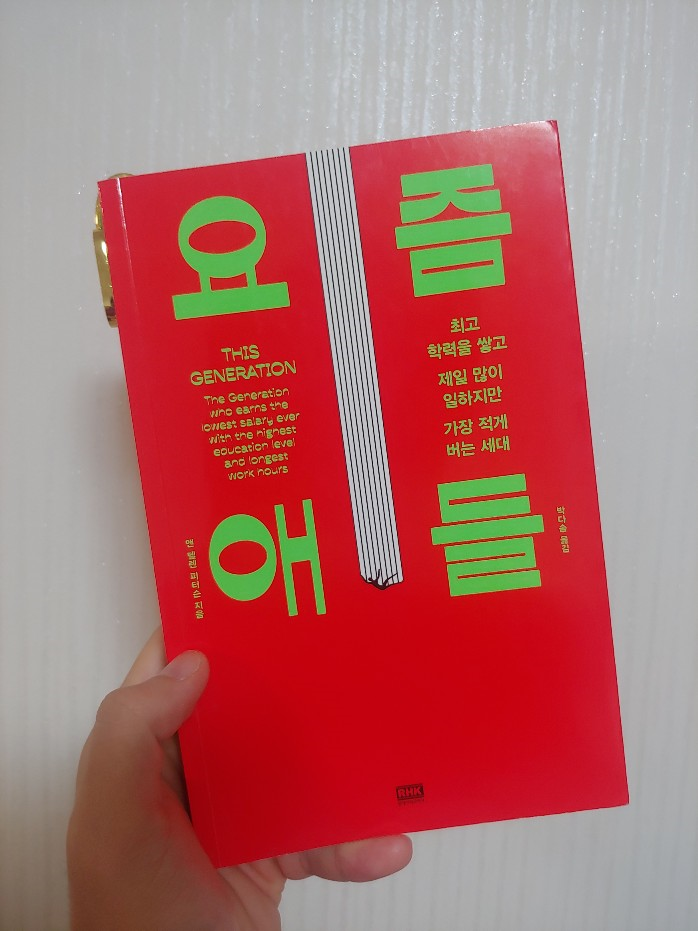 요즘
THIS
GENERATION
The Generation
who earns the
lowest salary ever
with the highest
education level
and longest
work hours
최고
학력을 쌓고
제일 많이
일하지만
가장 적게
버는 세대
애들
앤 헬렌 피터슨 지음
박다솔 옮김
RHK